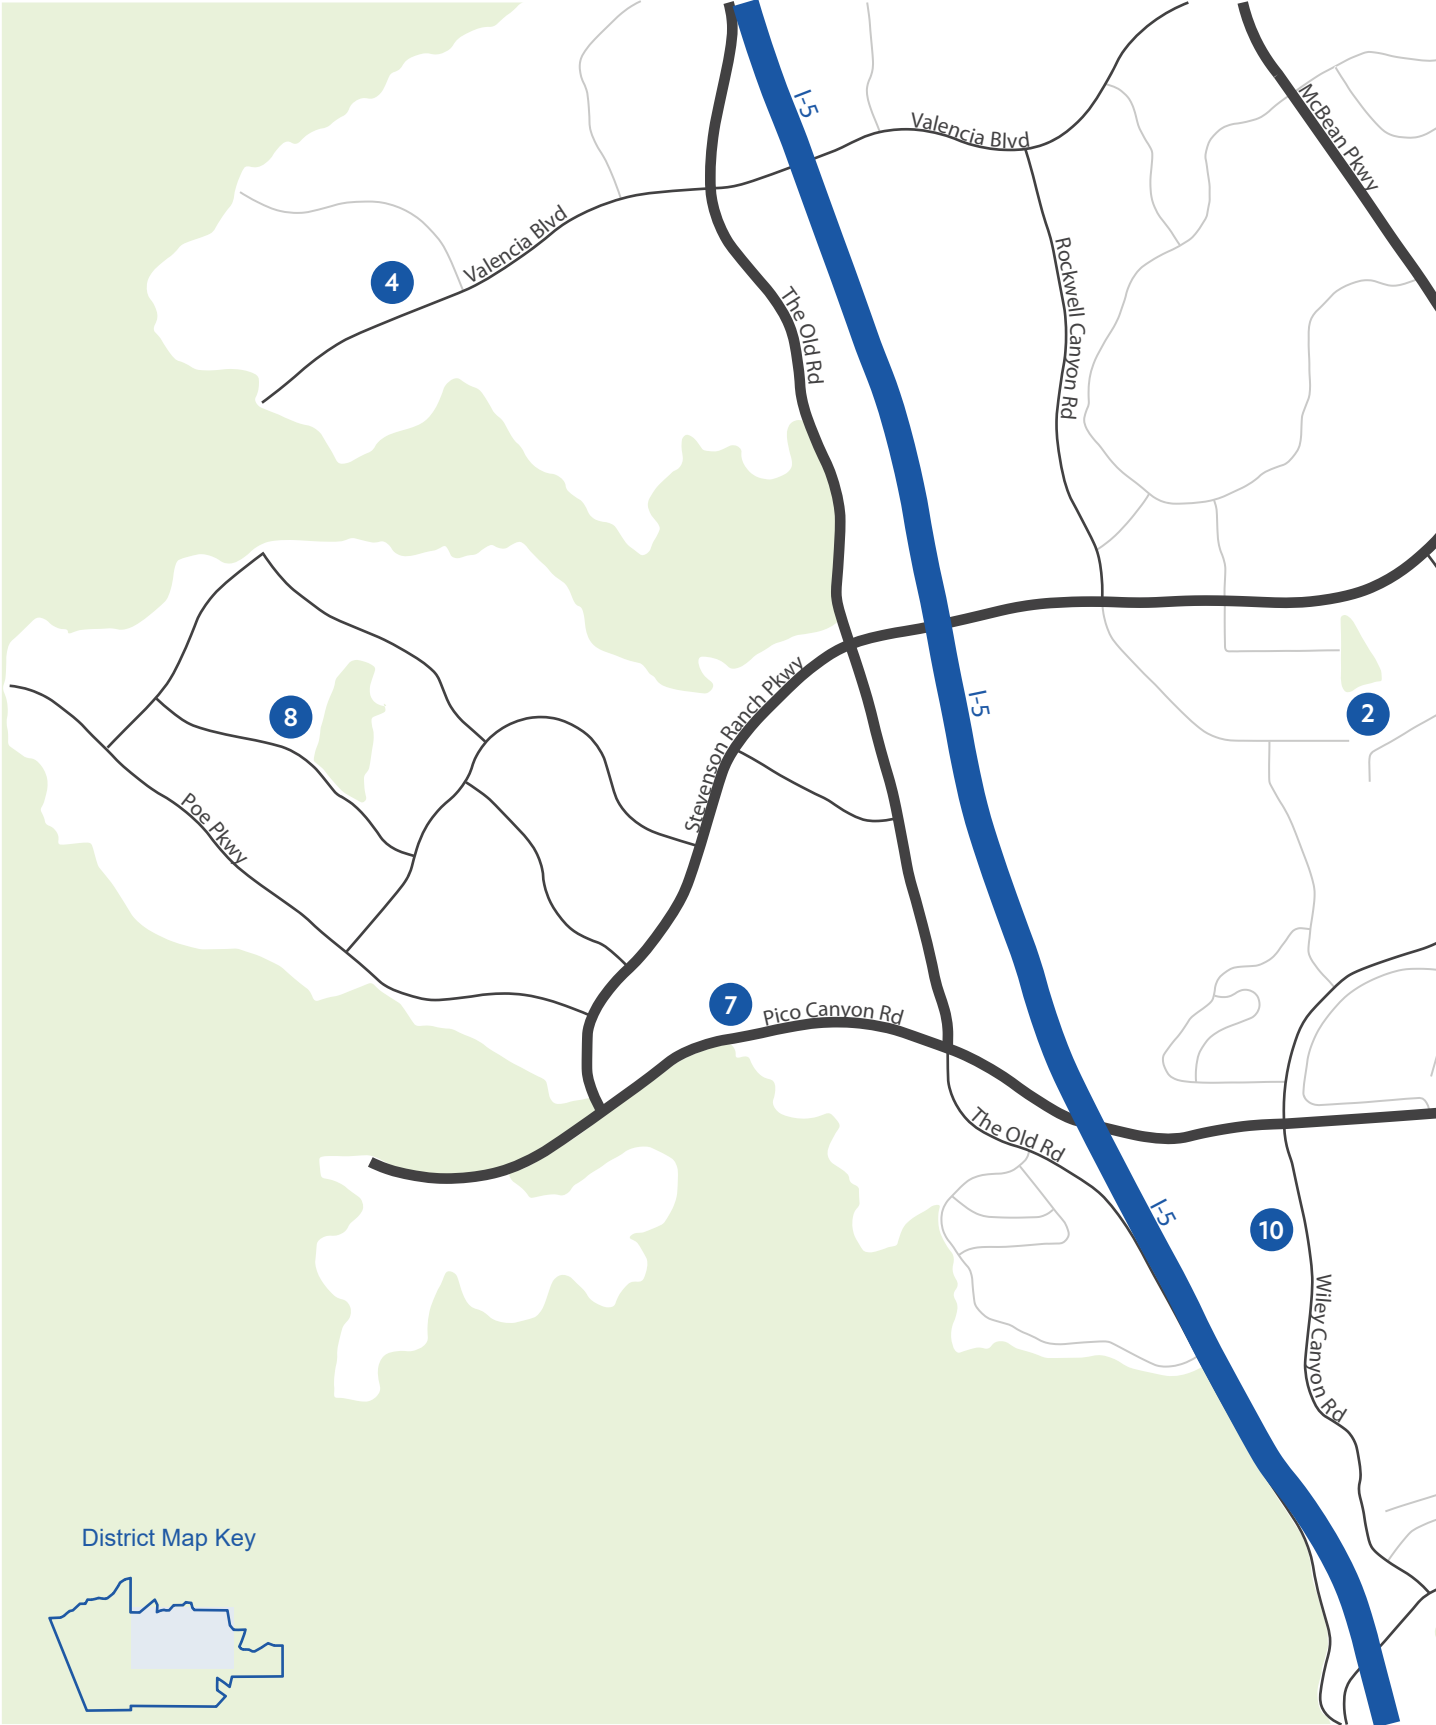 I-5
Valencia Blvd
McBean Pkwy
Valencia Blvd
4
The Old Rd
Rockwell Canyon Rd
Stevenson Ranch Pkwy
I-5
8
2
Poe Pkwy
7
Pico Canyon Rd
The Old Rd
I-5
10
Wiley Canyon Rd
District Map Key